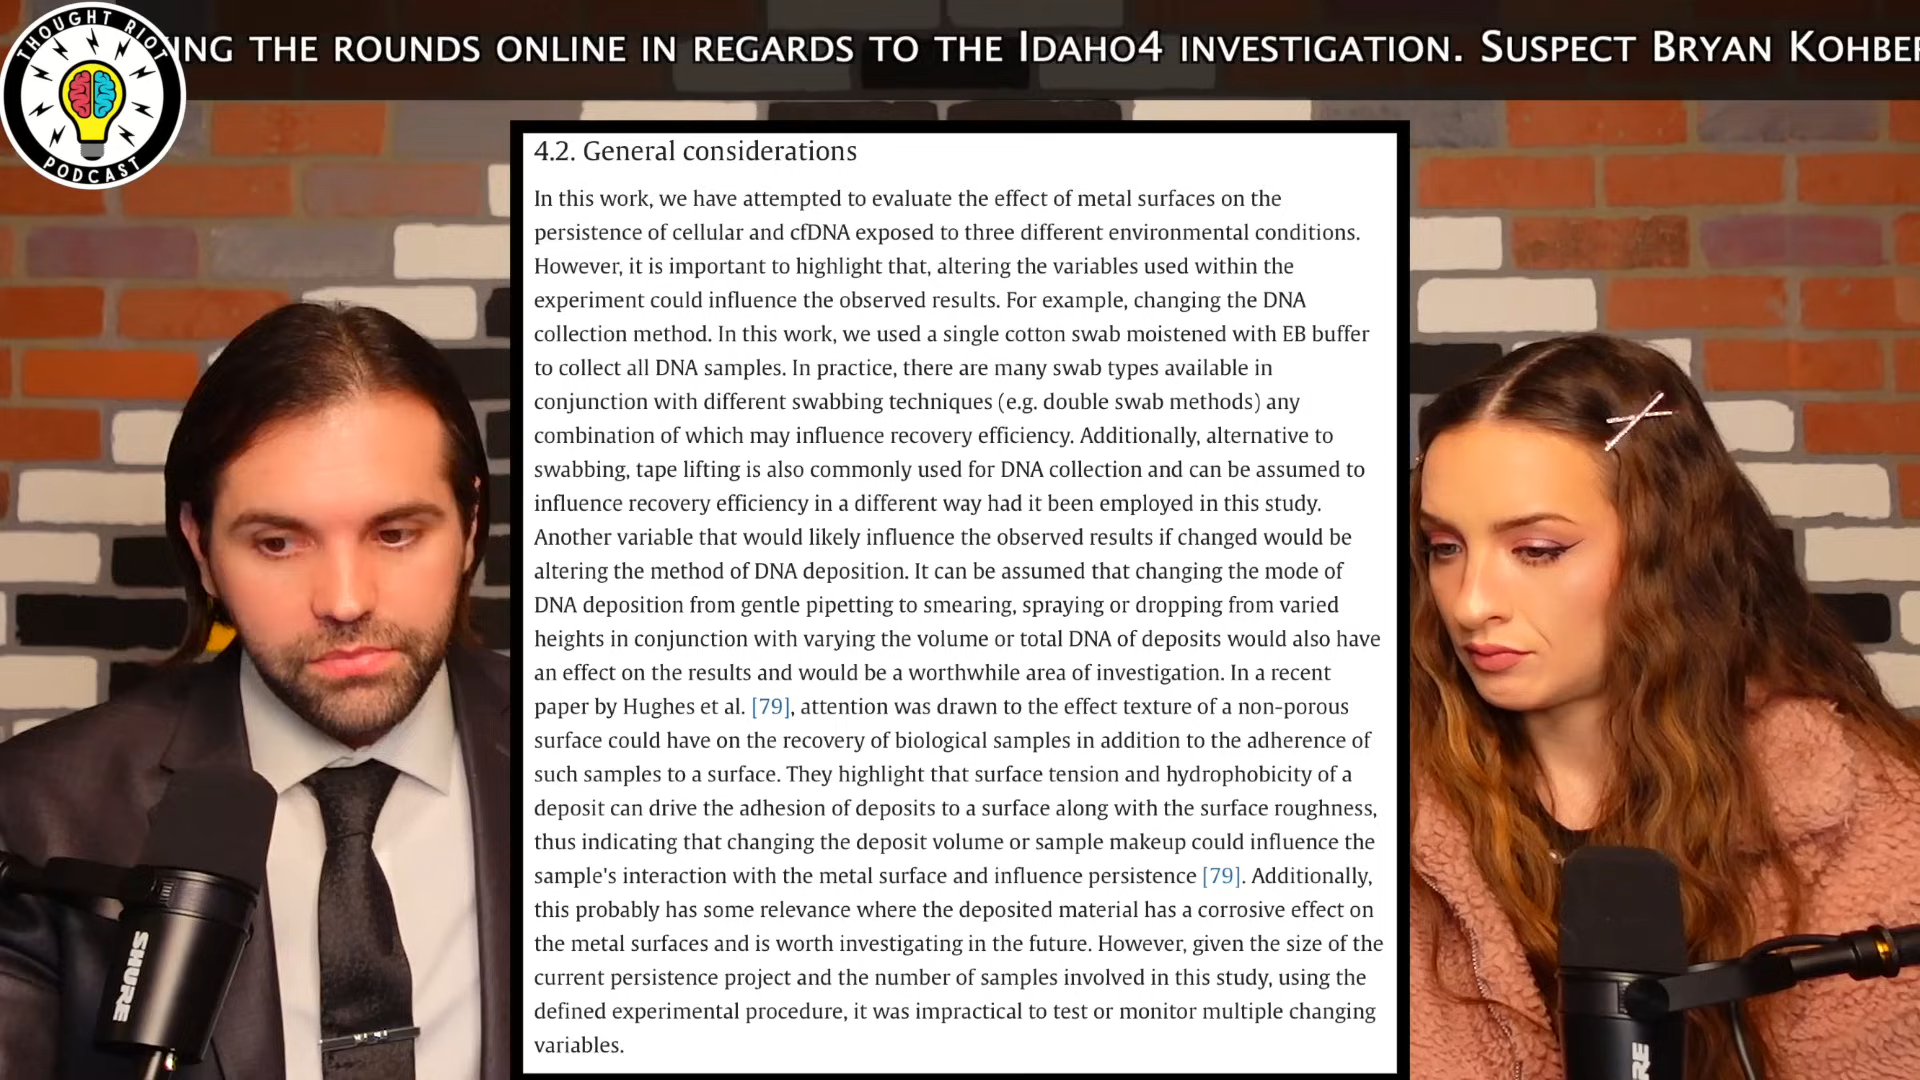 THOUGHT RIOT
PODCAST
ING THE ROUNDS ONLINE IN REGARDS TO THE IDAHO4 INVESTIGATION. SUSPECT BRYAN KOHBER
4.2. General considerations
In this work, we have attempted to evaluate the effect of metal surfaces on the
persistence of cellular and cfDNA exposed to three different environmental conditions.
However, it is important to highlight that, altering the variables used within the
experiment could influence the observed results. For example, changing the DNA
collection method. In this work, we used a single cotton swab moistened with EB buffer
to collect all DNA samples. In practice, there are many swab types available in
conjunction with different swabbing techniques (e.g. double swab methods) any
combination of which may influence recovery efficiency. Additionally, alternative to
swabbing, tape lifting is also commonly used for DNA collection and can be assumed to
influence recovery efficiency in a different way had it been employed in this study.
Another variable that would likely influence the observed results if changed would be
altering the method of DNA deposition. It can be assumed that changing the mode of
DNA deposition from gentle pipetting to smearing, spraying or dropping from varied
heights in conjunction with varying the volume or total DNA of deposits would also have
an effect on the results and would be a worthwhile area of investigation. In a recent
paper by Hughes et al. [79], attention was drawn to the effect texture of a non-porous
surface could have on the recovery of biological samples in addition to the adherence of
such samples to a surface. They highlight that surface tension and hydrophobicity of a
deposit can drive the adhesion of deposits to a surface along with the surface roughness,
thus indicating that changing the deposit volume or sample makeup could influence the
sample's interaction with the metal surface and influence persistence [79]. Additionally,
this probably has some relevance where the deposited material has a corrosive effect on
the metal surfaces and is worth investigating in the future. However, given the size of the
current persistence project and the number of samples involved in this study, using the
defined experimental procedure, it was impractical to test or monitor multiple changing
variables.
SHURE
RE